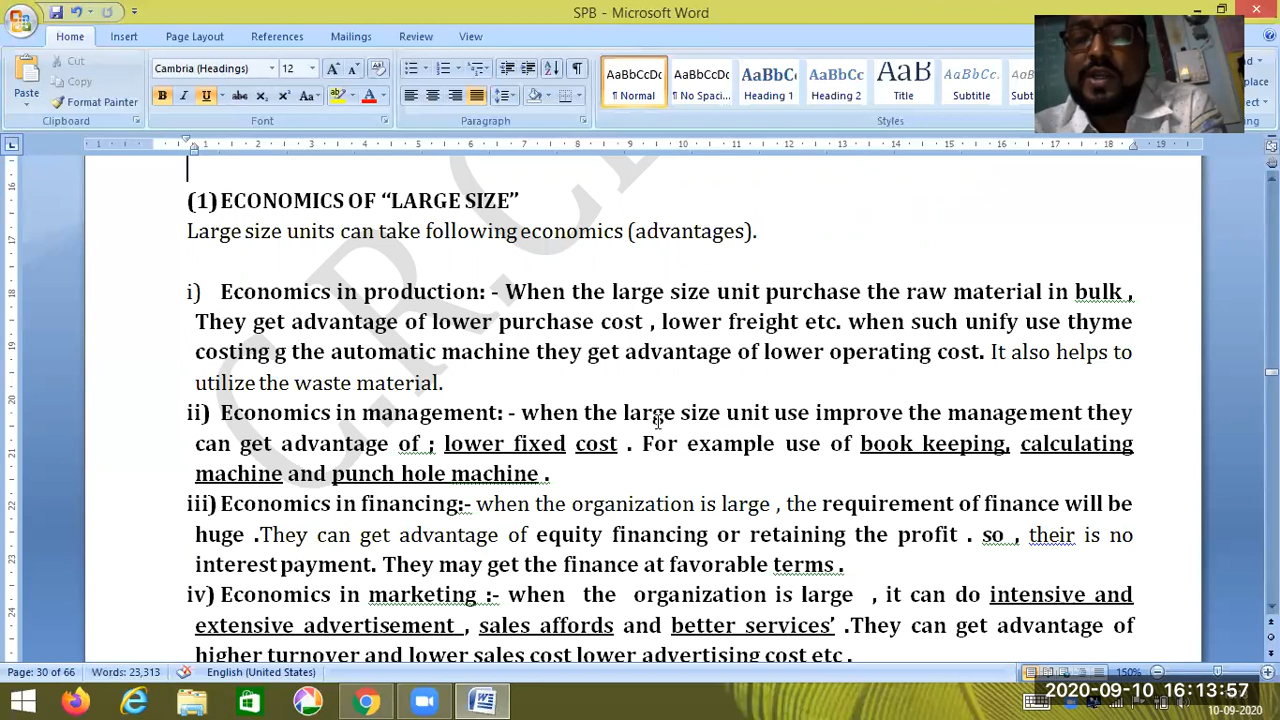 SPB - Microsoft Word
Home Insert Page Layout References Mailings Review View
Paste
Cut
Copy
Format Painter
Clipboard
Cambria (Headings) 12
Font
Paragraph
AaBbCcDc AaBbCcDc AaBbC AaBbCc AaB AaBbCc. AaB
¶ Normal ¶ No Spaci... Heading 1 Heading 2 Title Subtitle Sub
Styles
C.R.C
(1) ECONOMICS OF “LARGE SIZE”
Large size units can take following economics (advantages).
i) Economics in production: - When the large size unit purchase the raw material in bulk ,
They get advantage of lower purchase cost , lower freight etc. when such unify use thyme
costing g the automatic machine they get advantage of lower operating cost. It also helps to
utilize the waste material.
ii) Economics in management: - when the large size unit use improve the management they
can get advantage of ; lower fixed cost . For example use of book keeping, calculating
machine and punch hole machine .
iii) Economics in financing:- when the organization is large , the requirement of finance will be
huge .They can get advantage of equity financing or retaining the profit . so , their is no
interest payment. They may get the finance at favorable terms .
iv) Economics in marketing :- when the organization is large , it can do intensive and
extensive advertisement , sales affords and better services’ .They can get advantage of
higher turnover and lower sales cost lower advertising cost etc .
Page: 30 of 66 Words: 23,313 English (United States) 150%
2020-09-10 16:13:57
10-09-2020